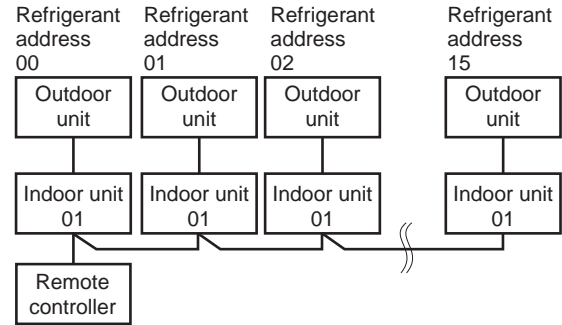 Refrigerant
address
00
Refrigerant
address
01
Refrigerant
address
02
Refrigerant
address
15
Outdoor
unit
Outdoor
unit
Outdoor
unit
Outdoor
unit
Indoor unit
01
Indoor unit
01
Indoor unit
01
Indoor unit
01
Remote
controller